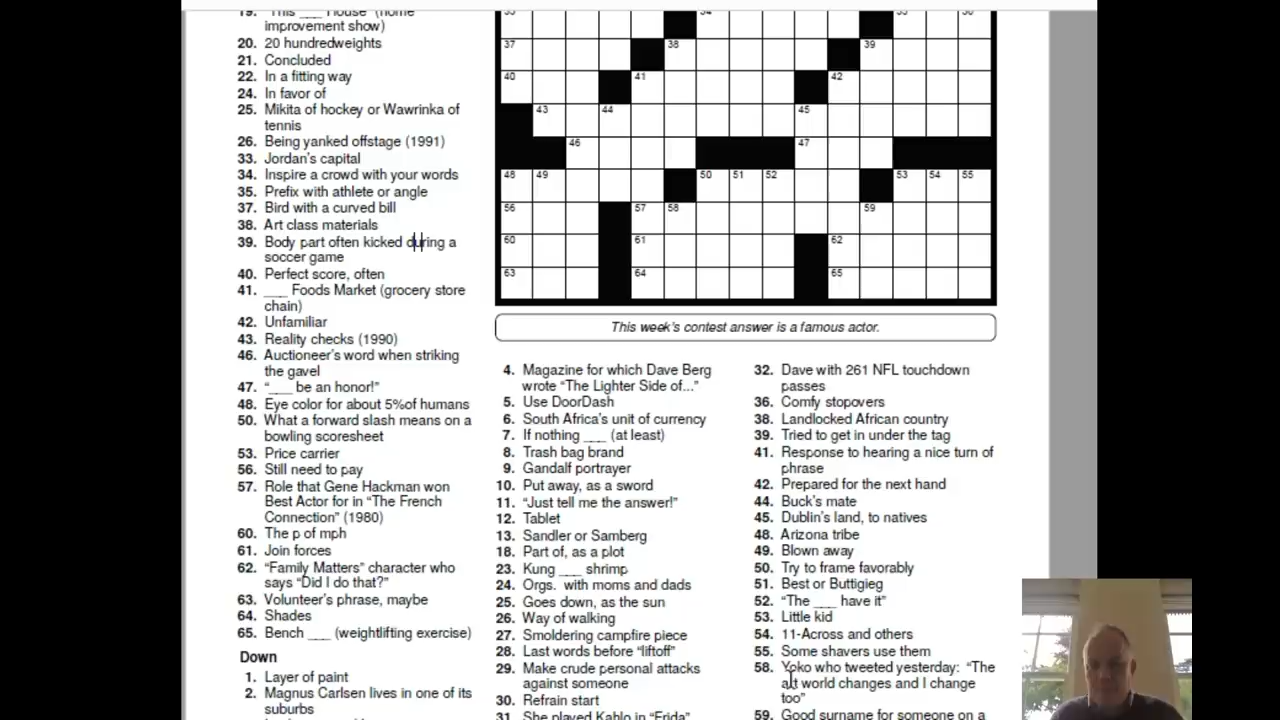 19. "This ___ House" (home
improvement show)
20. 20 hundredweights
21. Concluded
22. In a fitting way
24. In favor of
25. Mikita of hockey or Wawrinka of
tennis
26. Being yanked offstage (1991)
33. Jordan's capital
34. Inspire a crowd with your words
35. Prefix with athlete or angle
37. Bird with a curved bill
38. Art class materials
39. Body part often kicked during a
soccer game
40. Perfect score, often
41. ___ Foods Market (grocery store
chain)
42. Unfamiliar
43. Reality checks (1990)
46. Auctioneer's word when striking
the gavel
47. "___ be an honor!"
48. Eye color for about 5%of humans
50. What a forward slash means on a
bowling scoresheet
53. Price carrier
56. Still need to pay
57. Role that Gene Hackman won
Best Actor for in "The French
Connection" (1980)
60. The p of mph
61. Join forces
62. "Family Matters" character who
says "Did I do that?"
63. Volunteer's phrase, maybe
64. Shades
65. Bench ___ (weightlifting exercise)
Down
1. Layer of paint
2. Magnus Carlsen lives in one of its
suburbs
33 34 35 36
37 38 39
40 41 42
43 44 45
46 47
48 49 50 51 52 53 54 55
56 57 58 59
60 61 62
63 64 65
This week's contest answer is a famous actor.
4. Magazine for which Dave Berg
wrote "The Lighter Side of..."
5. Use DoorDash
6. South Africa's unit of currency
7. If nothing ___ (at least)
8. Trash bag brand
9. Gandalf portrayer
10. Put away, as a sword
11. "Just tell me the answer!"
12. Tablet
13. Sandler or Samberg
18. Part of, as a plot
23. Kung ___ shrimp
24. Orgs. with moms and dads
25. Goes down, as the sun
26. Way of walking
27. Smoldering campfire piece
28. Last words before "liftoff"
29. Make crude personal attacks
against someone
30. Refrain start
31. She played Kahlo in "Frida"
32. Dave with 261 NFL touchdown
passes
36. Comfy stopovers
38. Landlocked African country
39. Tried to get in under the tag
41. Response to hearing a nice turn of
phrase
42. Prepared for the next hand
44. Buck's mate
45. Dublin's land, to natives
48. Arizona tribe
49. Blown away
50. Try to frame favorably
51. Best or Buttigieg
52. "The ___ have it"
53. Little kid
54. 11-Across and others
55. Some shavers use them
58. Yoko who tweeted yesterday: "The
art world changes and I change
too"
59. Good surname for someone on a